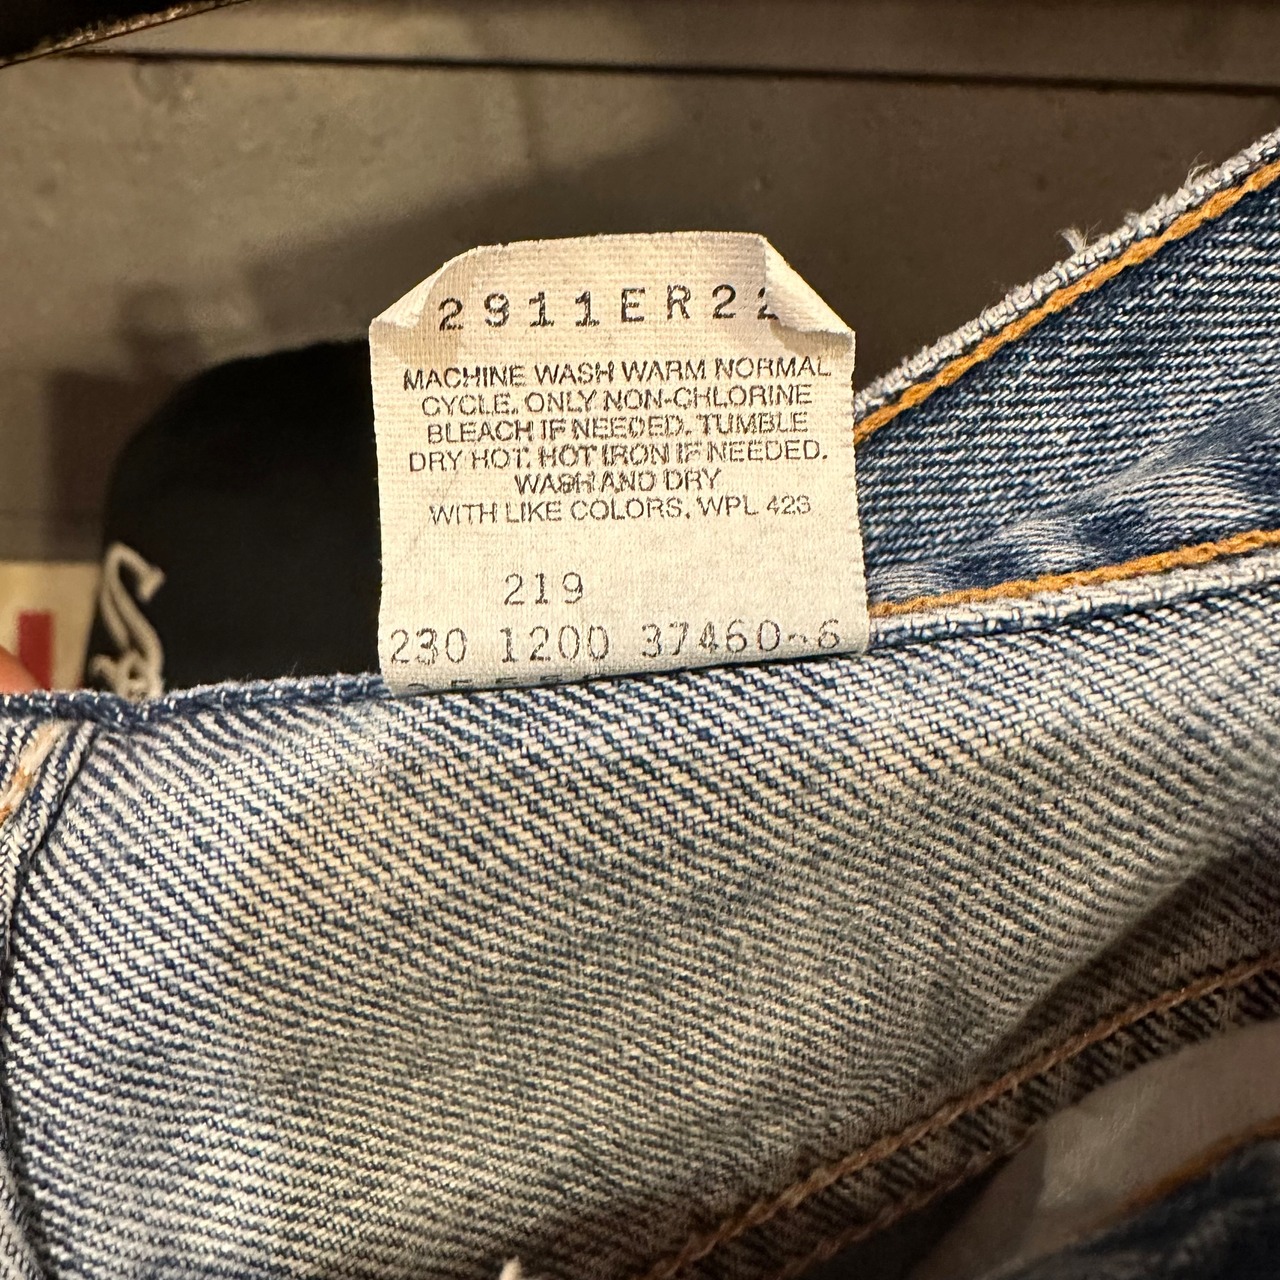 2911ER22
MACHINE WASH WARM NORMAL
CYCLE. ONLY NON-CHLORINE
BLEACH IF NEEDED. TUMBLE
DRY HOT. HOT IRON IF NEEDED.
WASH AND DRY
WITH LIKE COLORS. WPL 423
219
230 1200 37460-6